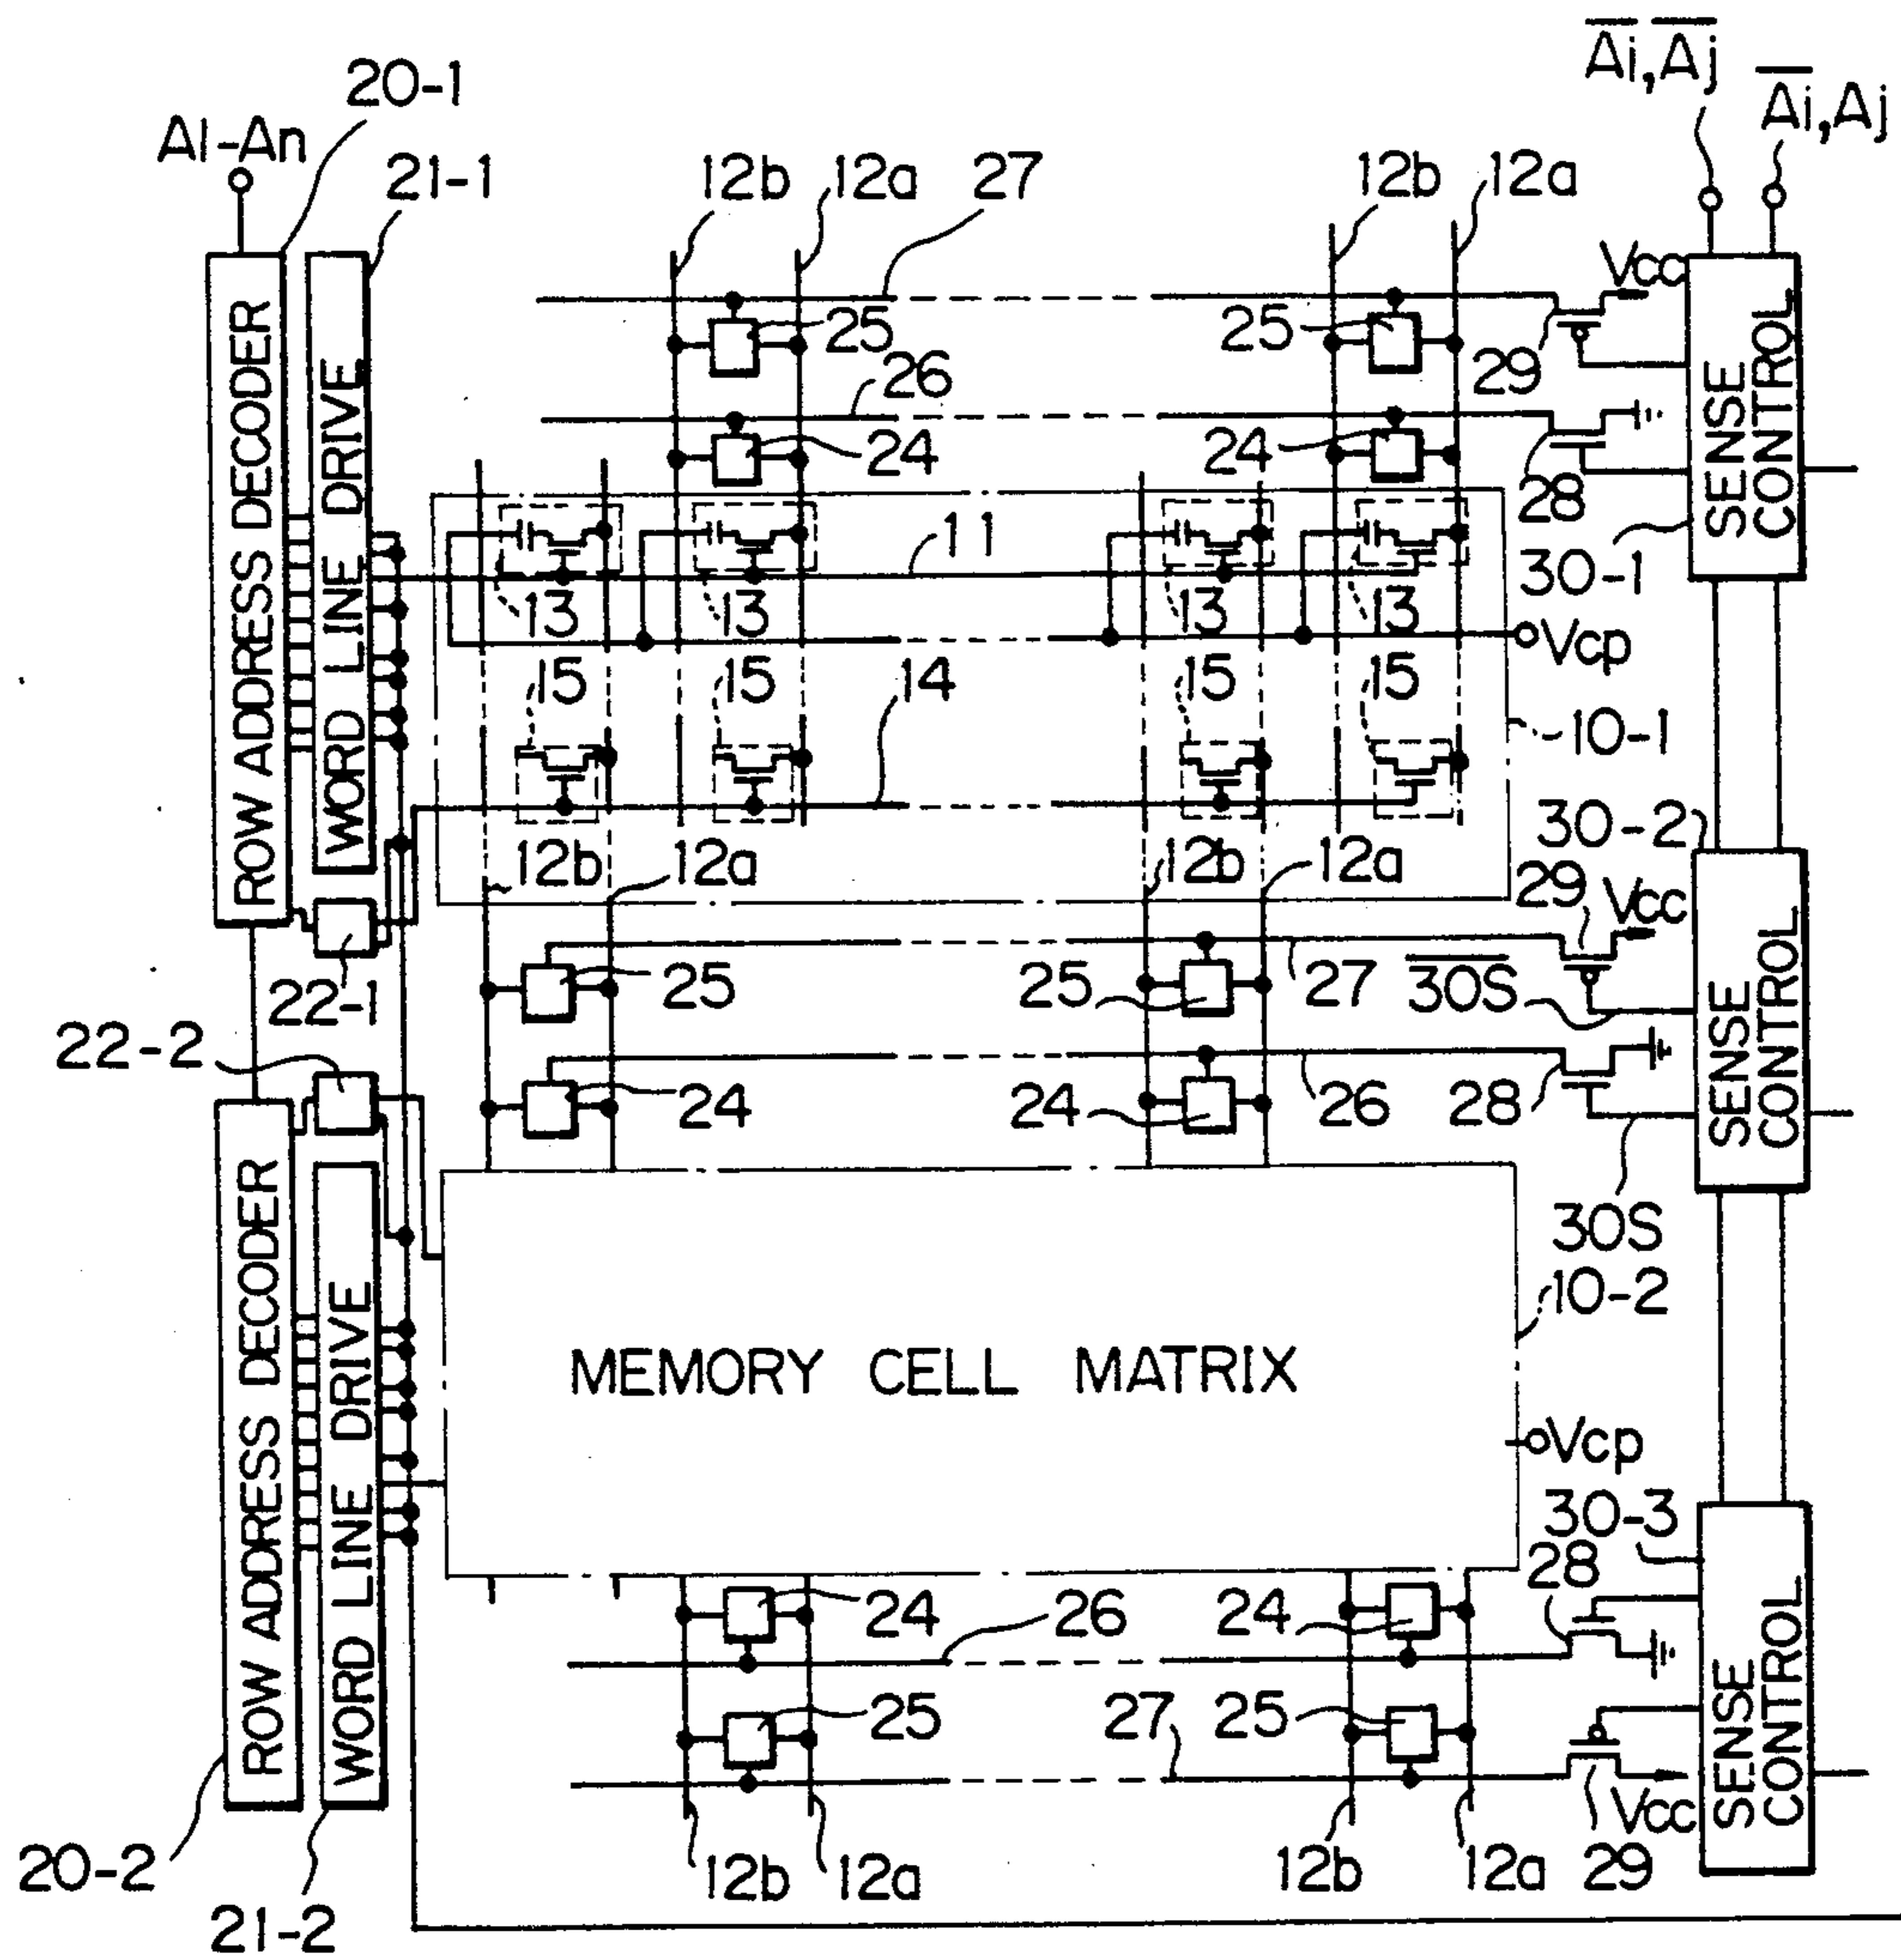 Ai,Aj
Ai,Aj
20-1
A1-An
21-1
12b
12a
27
12b
12a
Vcc
25
25
29
26
24
24
28
SENSE CONTROL
ROW ADDRESS DECODER
WORD LINE DRIVE
11
30-1
13
13
13
13
Vcp
15
15
14
15
15
10-1
30-2
12b
12a
12b
12a
29
Vcc
22-1
25
25
27
30S
22-2
24
24
26
28
SENSE CONTROL
30S
10-2
ROW ADDRESS DECODER
WORD LINE DRIVE
MEMORY CELL MATRIX
Vcp
30-3
28
24
26
24
SENSE CONTROL
25
27
25
Vcc
20-2
12b
12a
12b
12a
29
21-2